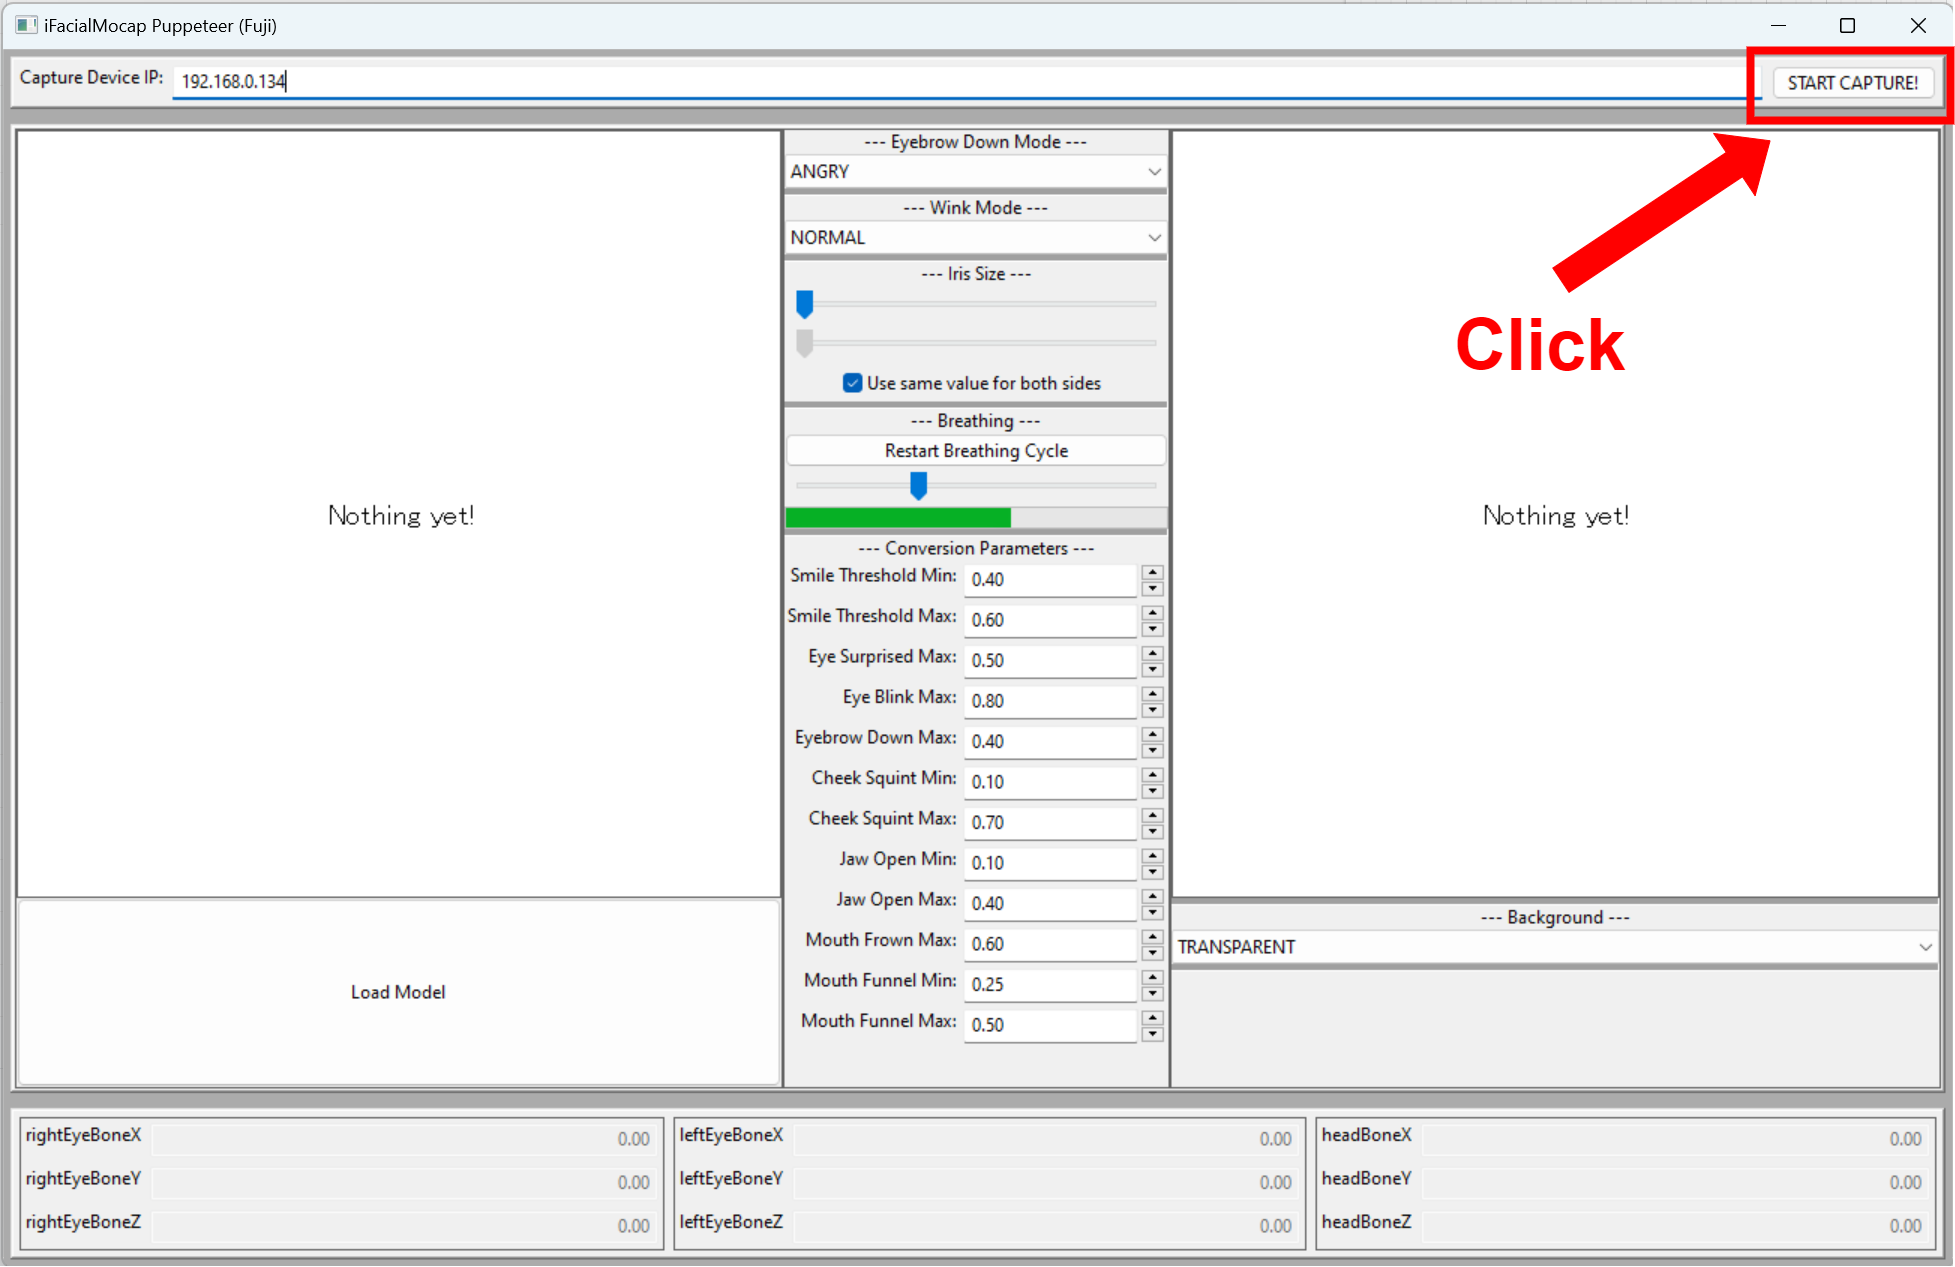 iFacialMocap Puppeteer (Fuji)
Capture Device IP: 192.168.0.134 START CAPTURE!
Click
Nothing yet!
Load Model
--- Eyebrow Down Mode ---
ANGRY
--- Wink Mode ---
NORMAL
--- Iris Size ---
Use same value for both sides
--- Breathing ---
Restart Breathing Cycle
--- Conversion Parameters ---
Smile Threshold Min: 0.40
Smile Threshold Max: 0.60
Eye Surprised Max: 0.50
Eye Blink Max: 0.80
Eyebrow Down Max: 0.40
Cheek Squint Min: 0.10
Cheek Squint Max: 0.70
Jaw Open Min: 0.10
Jaw Open Max: 0.40
Mouth Frown Max: 0.60
Mouth Funnel Min: 0.25
Mouth Funnel Max: 0.50
Nothing yet!
--- Background ---
TRANSPARENT
rightEyeBoneX 0.00
rightEyeBoneY 0.00
rightEyeBoneZ 0.00
leftEyeBoneX 0.00
leftEyeBoneY 0.00
leftEyeBoneZ 0.00
headBoneX 0.00
headBoneY 0.00
headBoneZ 0.00